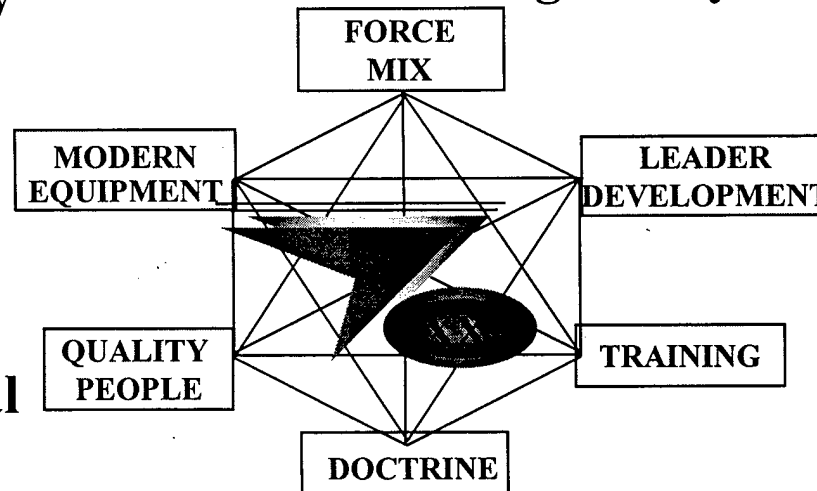 FORCE
MIX
MODERN
EQUIPMENT
LEADER
DEVELOPMENT
QUALITY
PEOPLE
TRAINING
DOCTRINE